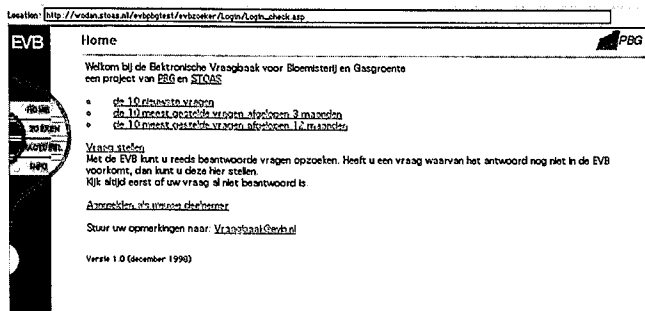 Location: http://wodan.stoas.nl/evbpbgtest/evbzoeker/Login/Login_check.asp
EVB
Home
PBG
Welkom bij de Elektronische Vraagbaak voor Bloemisterij en Glasgroente
een project van PBG en STOAS
de 10 nieuwste vragen
de 10 meest gestelde vragen afgelopen 3 maanden
de 10 meest gestelde vragen afgelopen 12 maanden
HOME
ZOEKEN
INFO
Vraag stellen
Met de EVB kunt u reeds beantwoorde vragen opzoeken. Heeft u een vraag waarvan het antwoord nog niet in de EVB
voorkomt, dan kunt u deze hier stellen.
Kijk altijd eerst of uw vraag al niet beantwoord is.
Aanmelden als nieuwe deelnemer
Stuur uw opmerkingen naar: Vraagbaak@evb.nl
Versie 1.0 (december 1998)